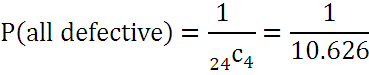 P(all defective) = 1/₂₄c₄ = 1/10.626